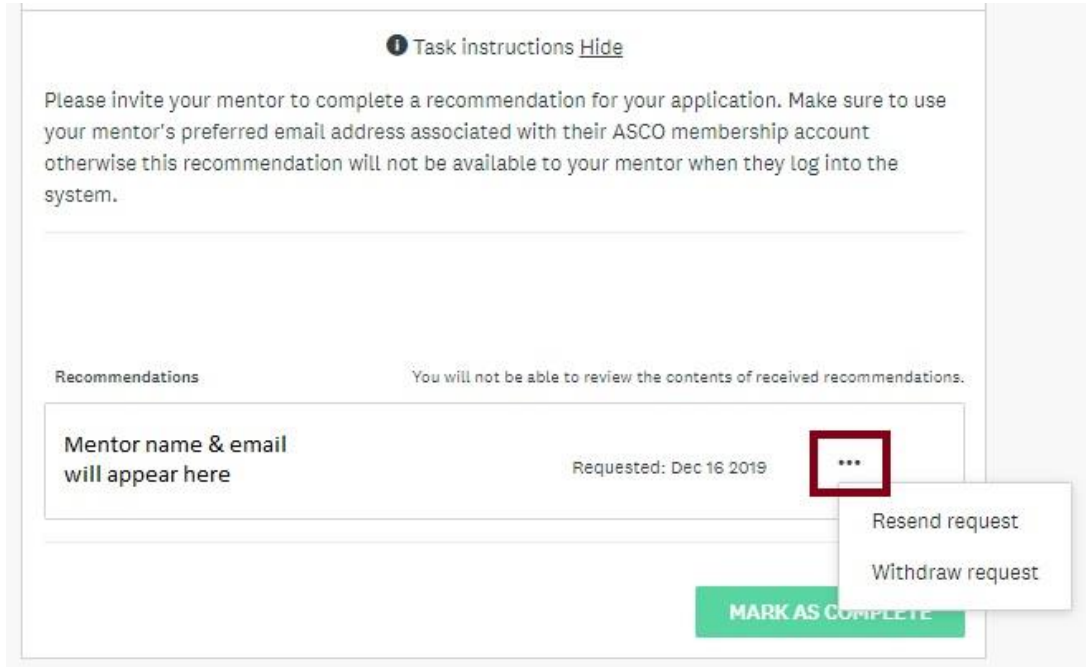 Task instructions Hide
Please invite your mentor to complete a recommendation for your application. Make sure to use
your mentor's preferred email address associated with their ASCO membership account
otherwise this recommendation will not be available to your mentor when they log into the
system.
Recommendations You will not be able to review the contents of received recommendations.
Mentor name & email
will appear here
Requested: Dec 16 2019
Resend request
Withdraw request
MARK AS COMPLETE